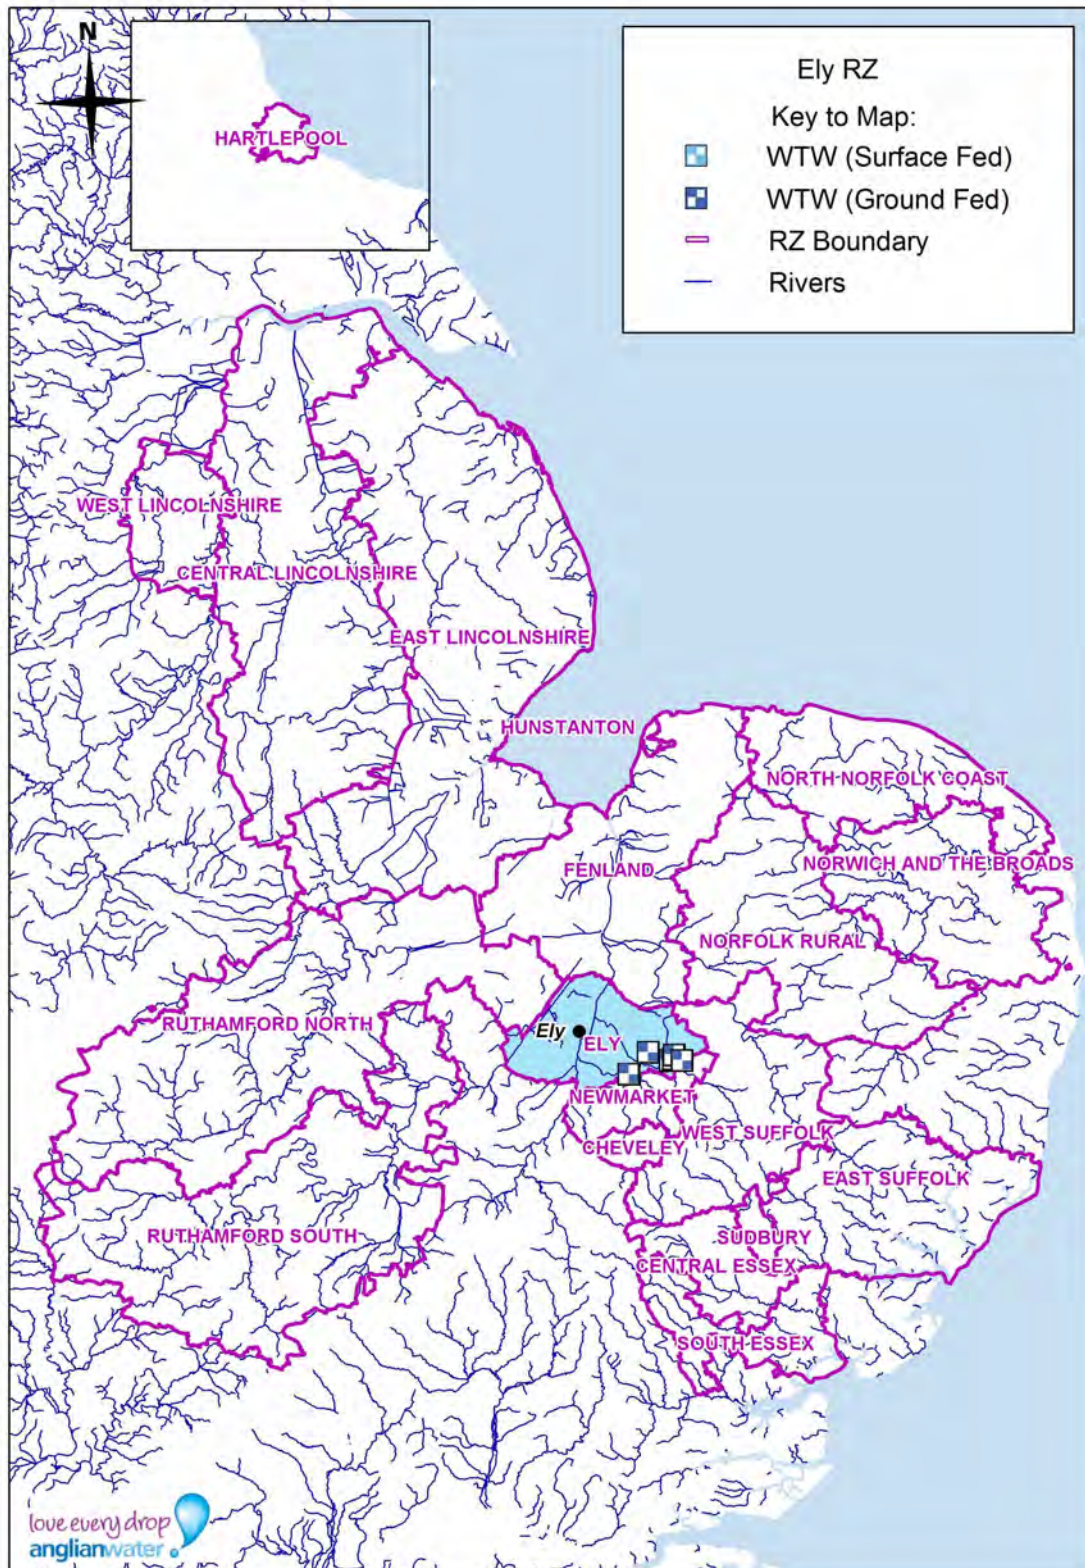 N
HARTLEPOOL
Ely RZ
Key to Map:
WTW (Surface Fed)
WTW (Ground Fed)
RZ Boundary
Rivers
WEST LINCOLNSHIRE
CENTRAL LINCOLNSHIRE
EAST LINCOLNSHIRE
HUNSTANTON
NORTH NORFOLK COAST
FENLAND
NORWICH AND THE BROADS
NORFOLK RURAL
RUTHAMFORD NORTH
Ely
ELY
NEWMARKET
WEST SUFFOLK
CHEVELEY
EAST SUFFOLK
RUTHAMFORD SOUTH
SUDBURY
CENTRAL ESSEX
SOUTH ESSEX
love every drop
anglianwater